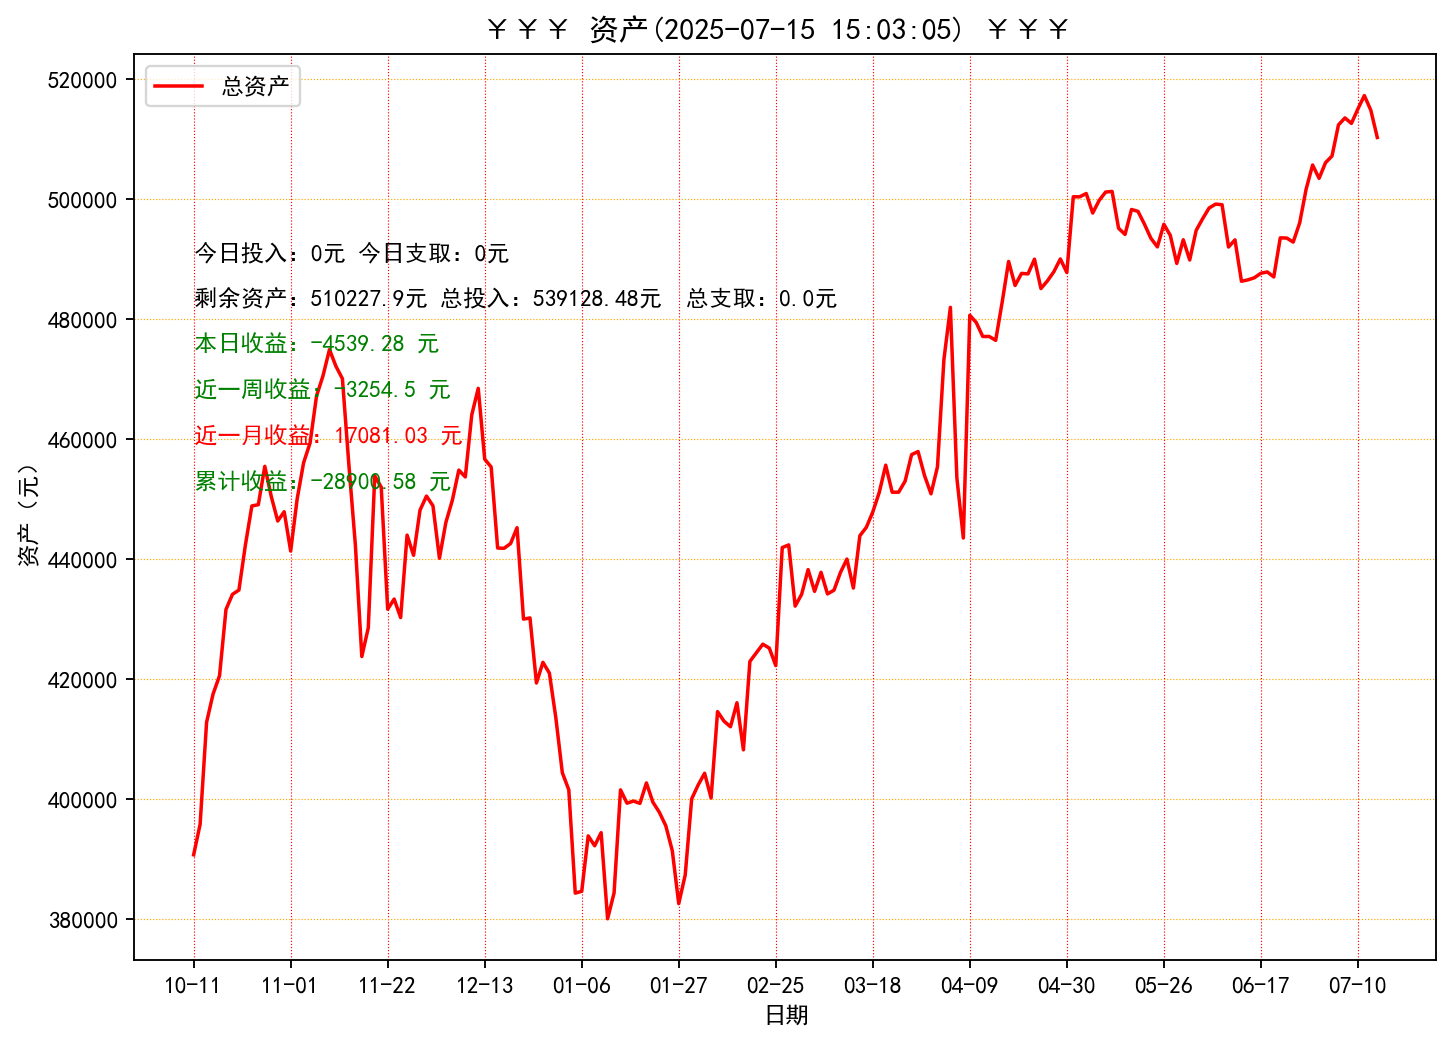 ￥￥￥ 资产(2025-07-15 15:03:05) ￥￥￥
总资产
520000
500000
480000
460000
440000
420000
400000
380000
资产（元）
今日投入：0元 今日支取：0元
剩余资产：510227.9元 总投入：539128.48元  总支取：0.0元
本日收益：-4539.28 元
近一周收益：-3254.5 元
近一月收益：17081.03 元
累计收益：-28900.58 元
10-11 11-01 11-22 12-13 01-06 01-27 02-25 03-18 04-09 04-30 05-26 06-17 07-10
日期